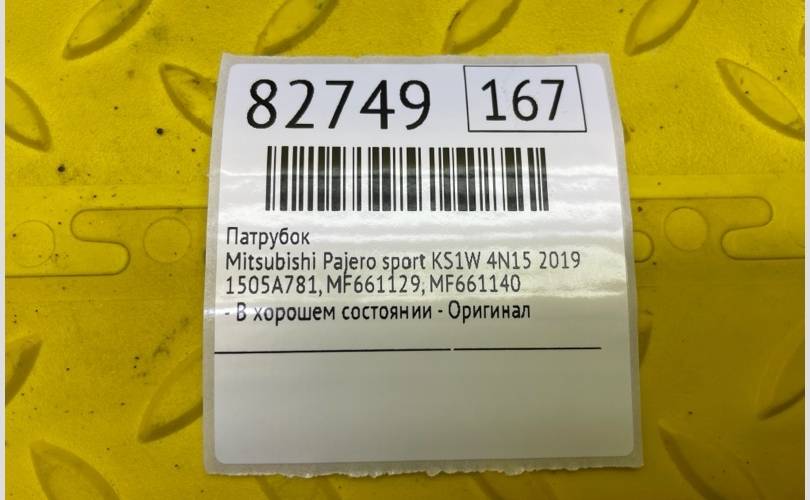 82749 167
Патрубок
Mitsubishi Pajero sport KS1W 4N15 2019
1505A781, MF661129, MF661140
- В хорошем состоянии - Оригинал